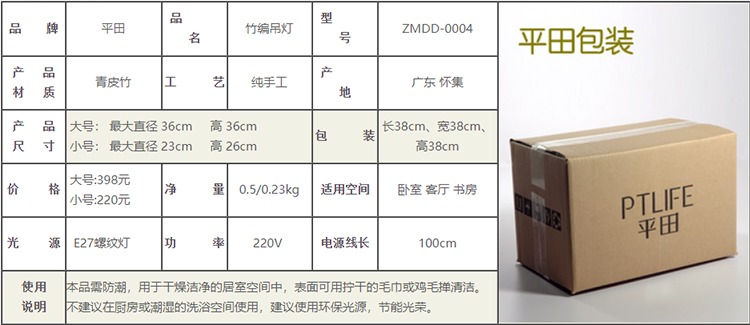 品 牌 平田 品 名 竹编吊灯 型 号 ZMDD-0004
产 品 材 质 青皮竹 工 艺 纯手工 产 地 广东 怀集
产 品 尺 寸 大号： 最大直径 36cm 高 36cm
小号： 最大直径 23cm 高 26cm
包 装 长38cm、宽38cm、
高38cm
价 格 大号:398元
小号:220元
净 量 0.5/0.23kg 适用空间 卧室 客厅 书房
光 源 E27螺纹灯 功 率 220V 电源线长 100cm
使用
说明
本品需防潮，用于干燥洁净的居室空间中，表面可用拧干的毛巾或鸡毛掸清洁。
不建议在厨房或潮湿的洗浴空间使用，建议使用环保光源，节能光荣。
平田包装
PTLIFE
平田